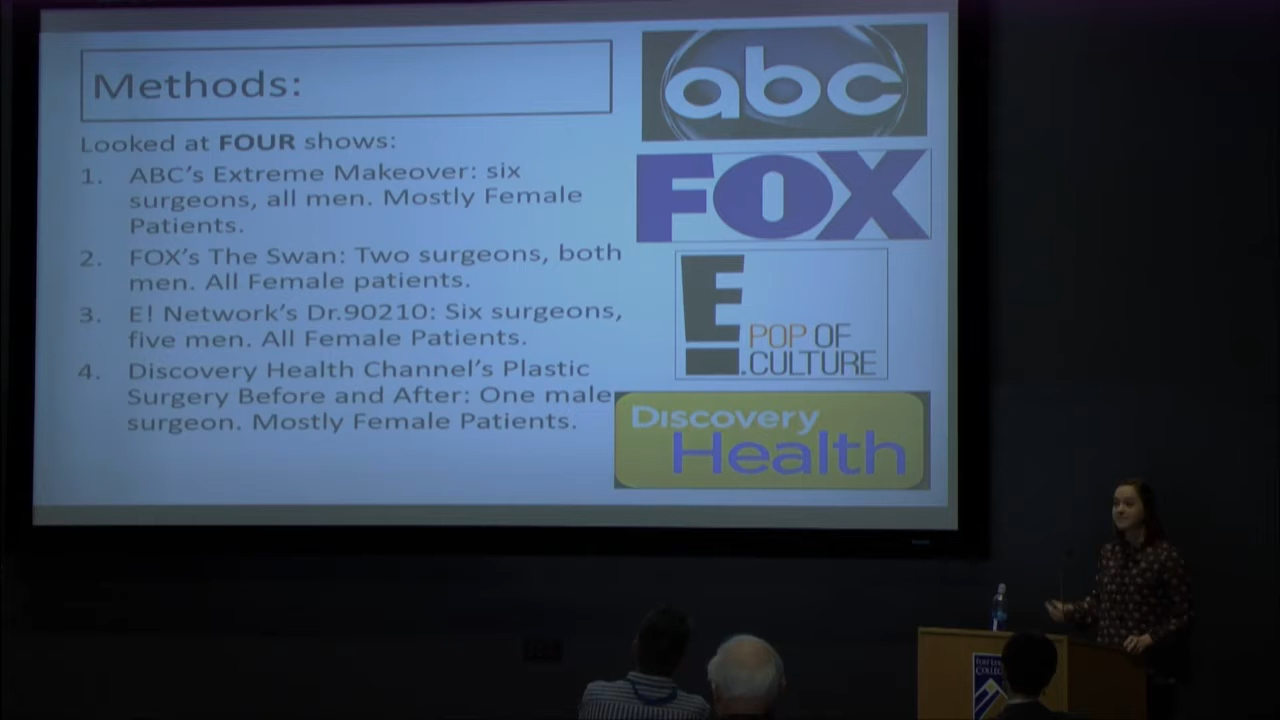 Methods:
Looked at FOUR shows:
1. ABC's Extreme Makeover: six
surgeons, all men. Mostly Female
Patients.
2. FOX's The Swan: Two surgeons, both
men. All Female patients.
3. E! Network's Dr.90210: Six surgeons,
five men. All Female Patients.
4. Discovery Health Channel's Plastic
Surgery Before and After: One male
surgeon. Mostly Female Patients.
abc
FOX
E!
POP OF
.CULTURE
Discovery
Health
FORT
COLLE